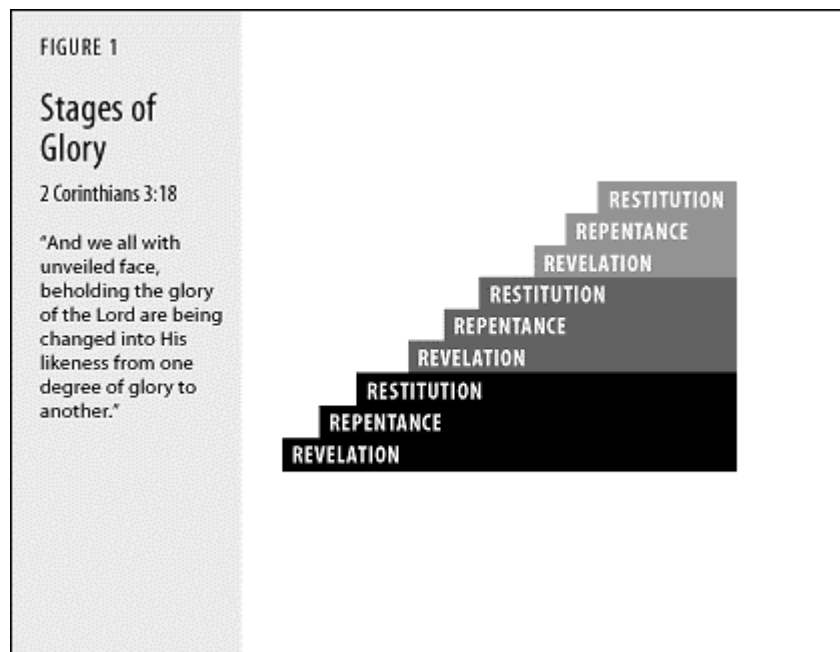 FIGURE 1
Stages of
Glory
2 Corinthians 3:18
"And we all with
unveiled face,
beholding the glory
of the Lord are being
changed into His
likeness from one
degree of glory to
another."
RESTITUTION
REPENTANCE
REVELATION
RESTITUTION
REPENTANCE
REVELATION
RESTITUTION
REPENTANCE
REVELATION